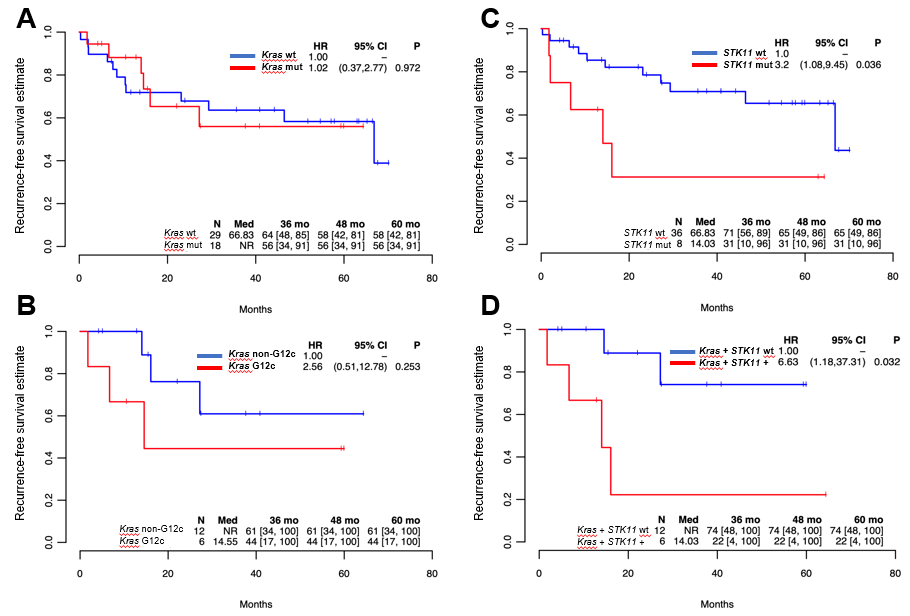 A
Recurrence-free survival estimate
1.0
0.8
0.6
0.4
0.2
0.0
HR 95% CI P
Kras wt 1.00 –
Kras mut 1.02 (0.37,2.77) 0.972
N Med 36 mo 48 mo 60 mo
Kras wt 29 66.83 64 [48, 85] 58 [42, 81] 58 [42, 81]
Kras mut 18 NR 56 [34, 91] 56 [34, 91] 56 [34, 91]
0 20 40 60 80
Months
C
Recurrence-free survival estimate
1.0
0.8
0.6
0.4
0.2
0.0
HR 95% CI P
STK11 wt 1.0 –
STK11 mut 3.2 (1.08,9.45) 0.036
N Med 36 mo 48 mo 60 mo
STK11 wt 36 66.83 71 [56, 89] 65 [49, 86] 65 [49, 86]
STK11 mut 8 14.03 31 [10, 96] 31 [10, 96] 31 [10, 96]
0 20 40 60 80
Months
B
Recurrence-free survival estimate
1.0
0.8
0.6
0.4
0.2
0.0
HR 95% CI P
Kras non-G12c 1.00 –
Kras G12c 2.56 (0.51,12.78) 0.253
N Med 36 mo 48 mo 60 mo
Kras non-G12c 12 NR 61 [34, 100] 61 [34, 100] 61 [34, 100]
Kras G12c 6 14.55 44 [17, 100] 44 [17, 100] 44 [17, 100]
0 20 40 60 80
Months
D
Recurrence-free survival estimate
1.0
0.8
0.6
0.4
0.2
0.0
HR 95% CI P
Kras + STK11 wt 1.00 –
Kras + STK11 + 6.63 (1.18,37.31) 0.032
N Med 36 mo 48 mo 60 mo
Kras + STK11 wt 12 NR 74 [48, 100] 74 [48, 100] 74 [48, 100]
Kras + STK11 + 6 14.03 22 [4, 100] 22 [4, 100] 22 [4, 100]
0 20 40 60 80
Months